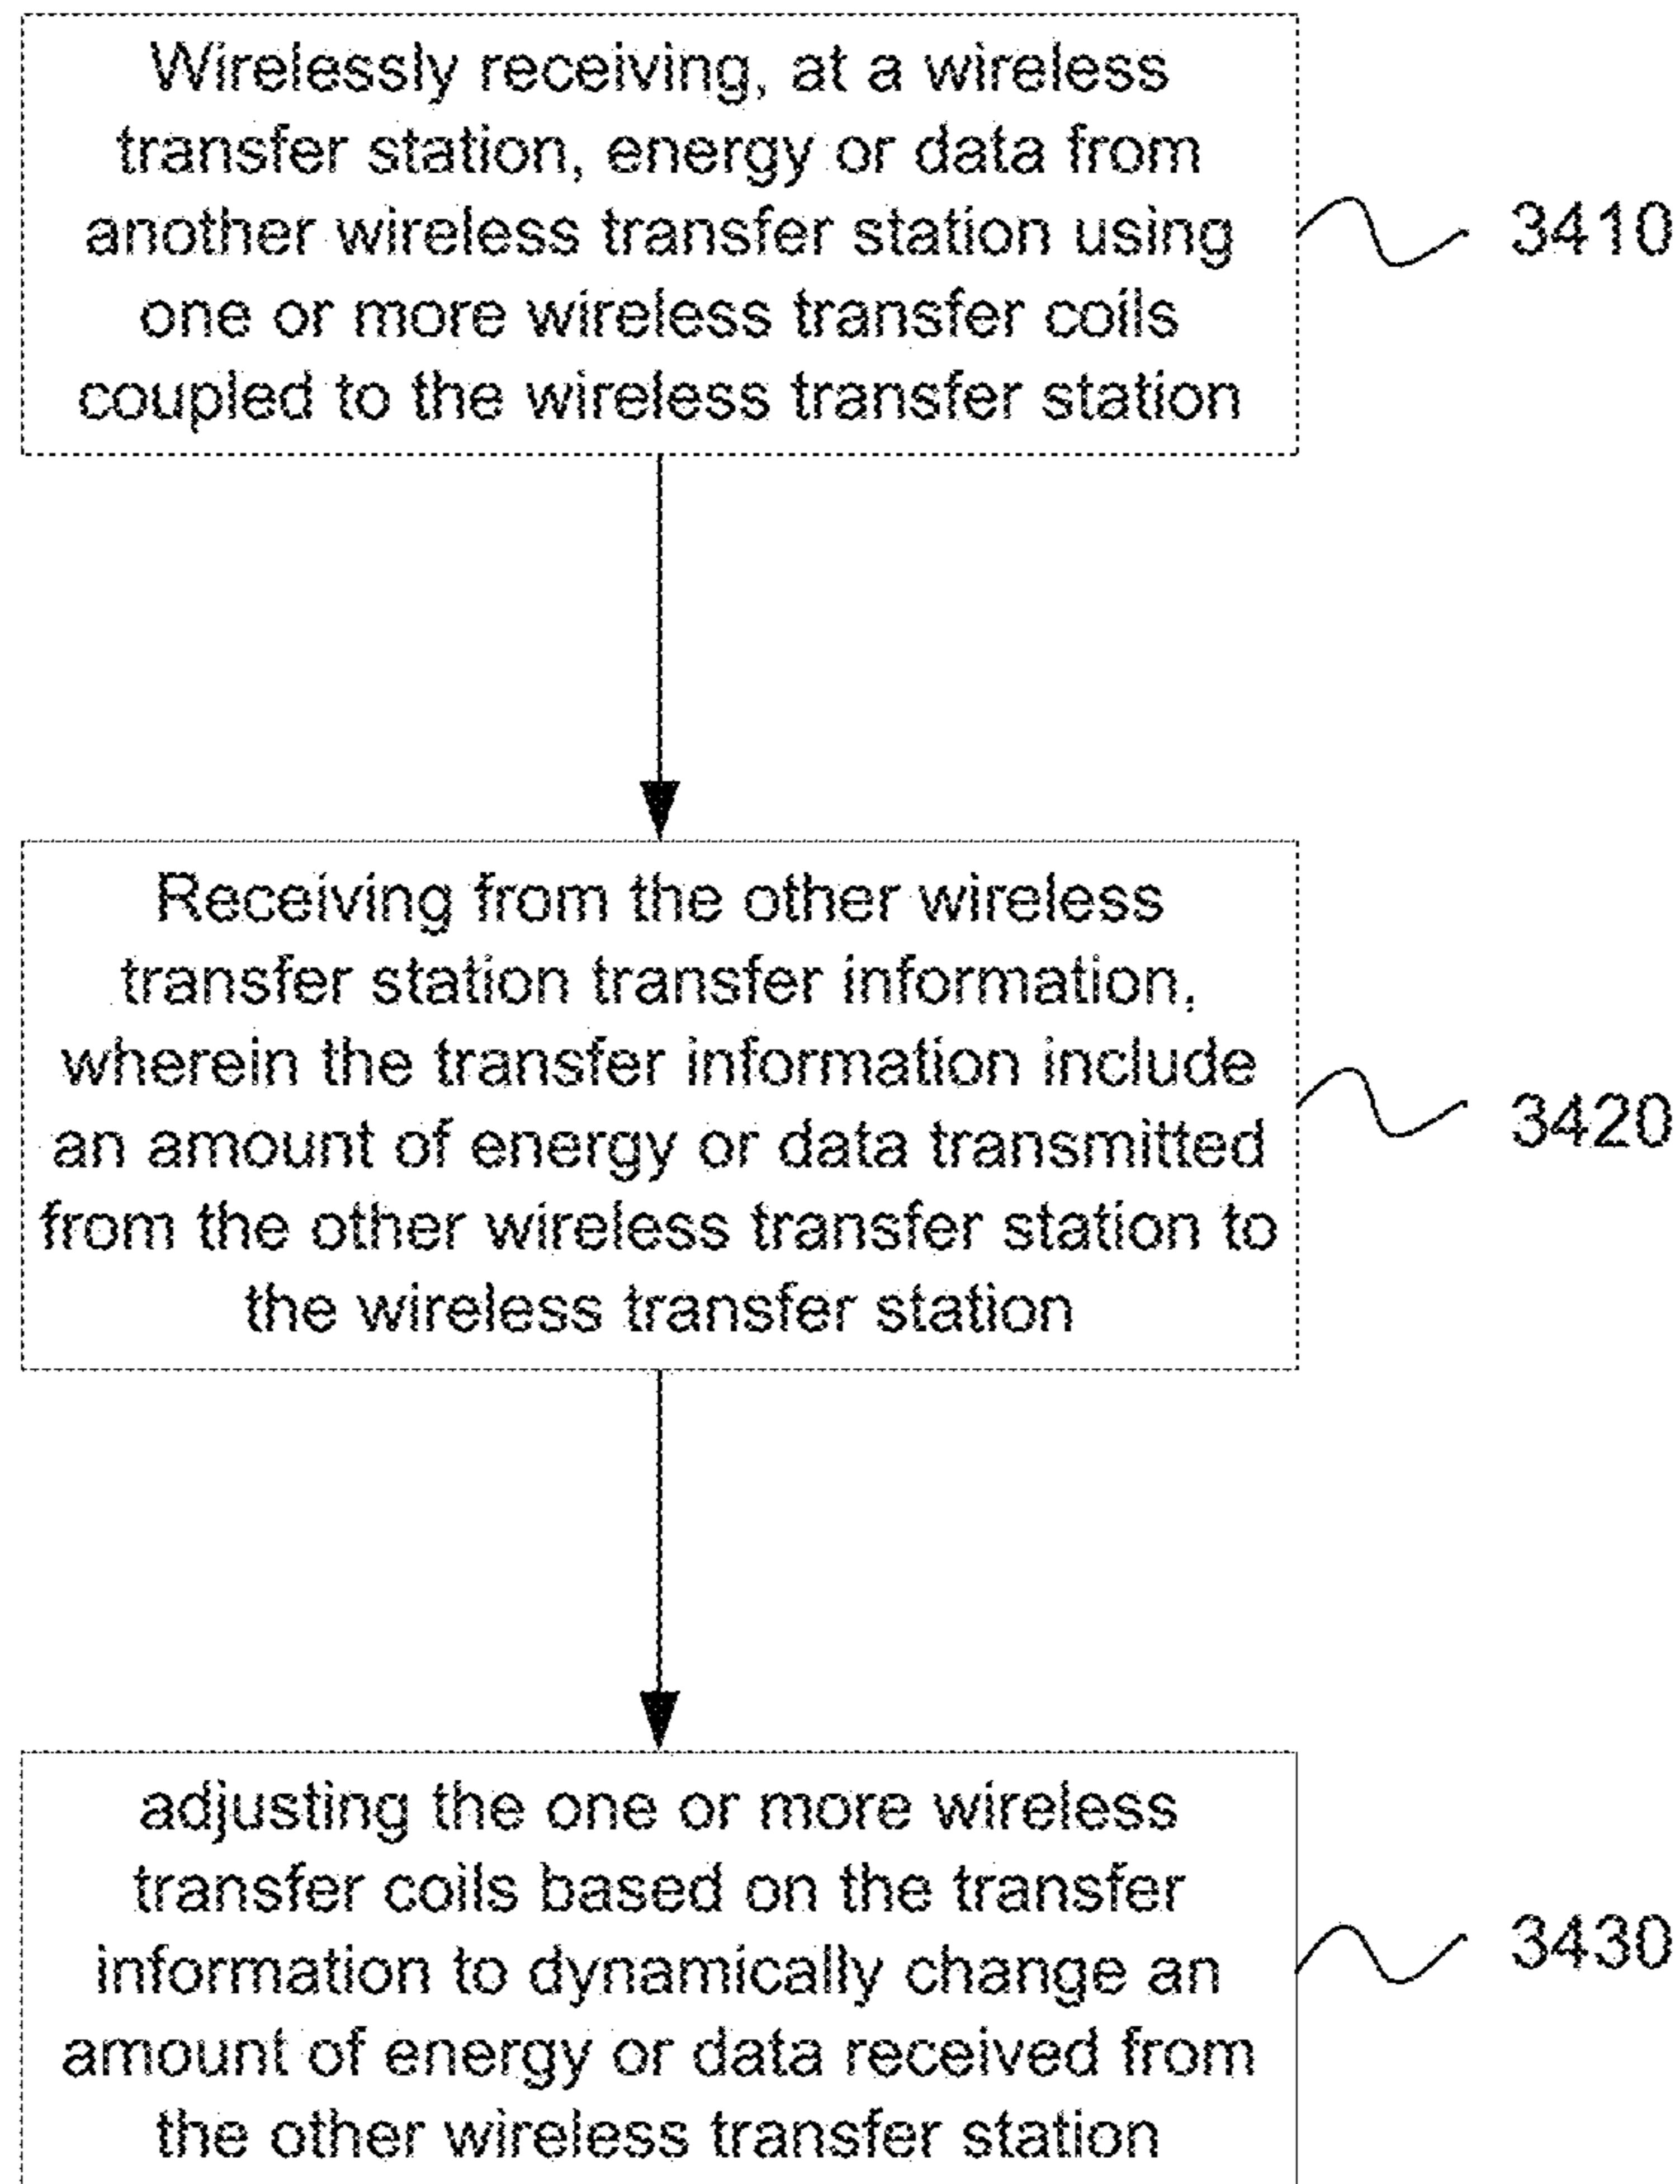 Wirelessly receiving, at a wireless
transfer station, energy or data from
another wireless transfer station using
one or more wireless transfer coils
coupled to the wireless transfer station
3410
Receiving from the other wireless
transfer station transfer information,
wherein the transfer information include
an amount of energy or data transmitted
from the other wireless transfer station to
the wireless transfer station
3420
adjusting the one or more wireless
transfer coils based on the transfer
information to dynamically change an
amount of energy or data received from
the other wireless transfer station
3430